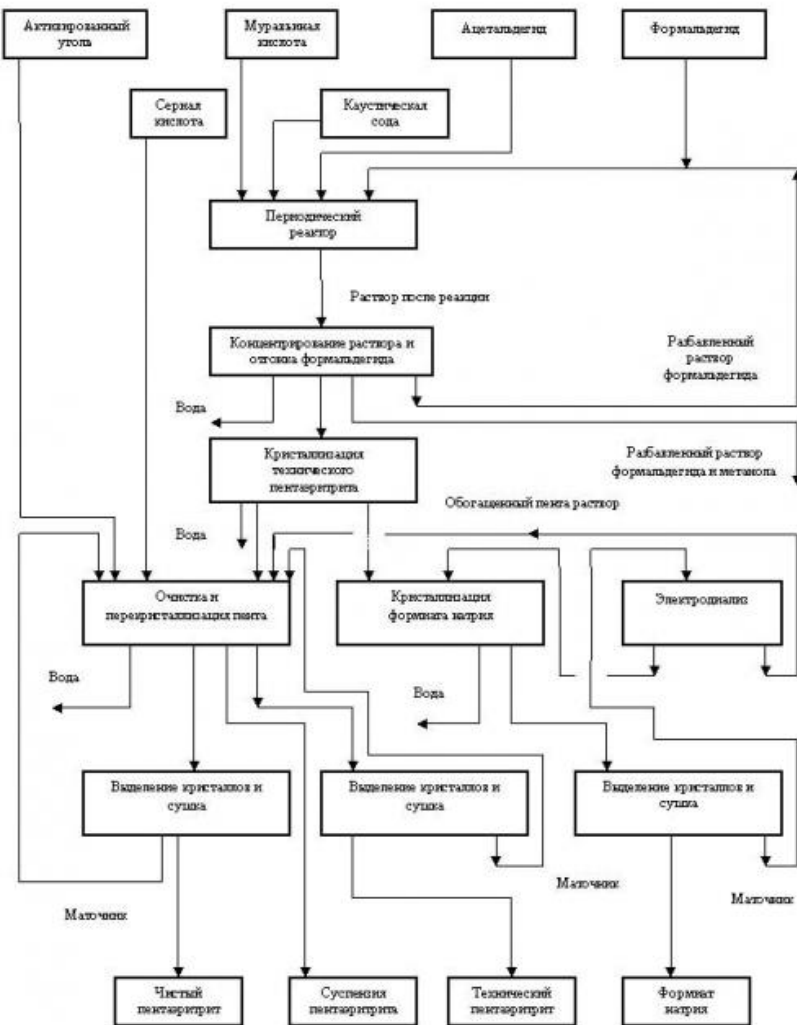 Активированный
уголь
Муравьиная
кислота
Ацетальдегид
Формальдегид
Серная
кислота
Каустическая
сода
Периодический
реактор
Раствор после реакции
Концентрирование раствора и
отгонка формальдегида
Разбавленный
раствор
формальдегида
Вода
Кристаллизация
технического
пентаэритрита
Разбавленный раствор
формальдегида и метанола
Обогащенный пента раствор
Вода
Очистка и
перекристаллизация пента
Кристаллизация
формиата натрия
Электродиализ
Вода
Вода
Выделение кристаллов и
сушка
Выделение кристаллов и
сушка
Выделение кристаллов и
сушка
Маточник
Маточник
Маточник
Чистый
пентаэритрит
Суспензия
пентаэритрита
Технический
пентаэритрит
Формиат
натрия